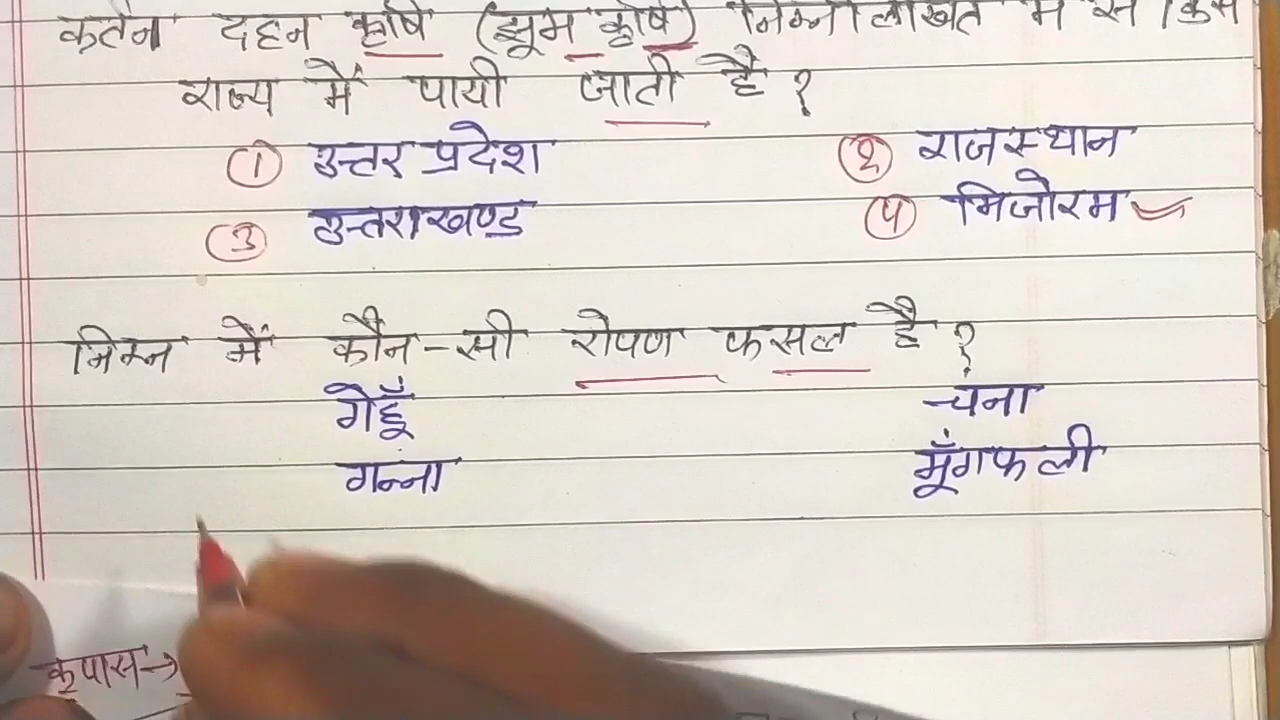 कर्तन दहन कृषि (झूम कृषि) निम्नलिखित में से किस
राज्य में पायी जाती है ?
① उत्तर प्रदेश ② राजस्थान
③ उत्तराखण्ड ④ मिजोरम
निम्न में कौन-सी रोपण फसल है ?
गेहूँ चना
गन्ना मूँगफली
कपास→